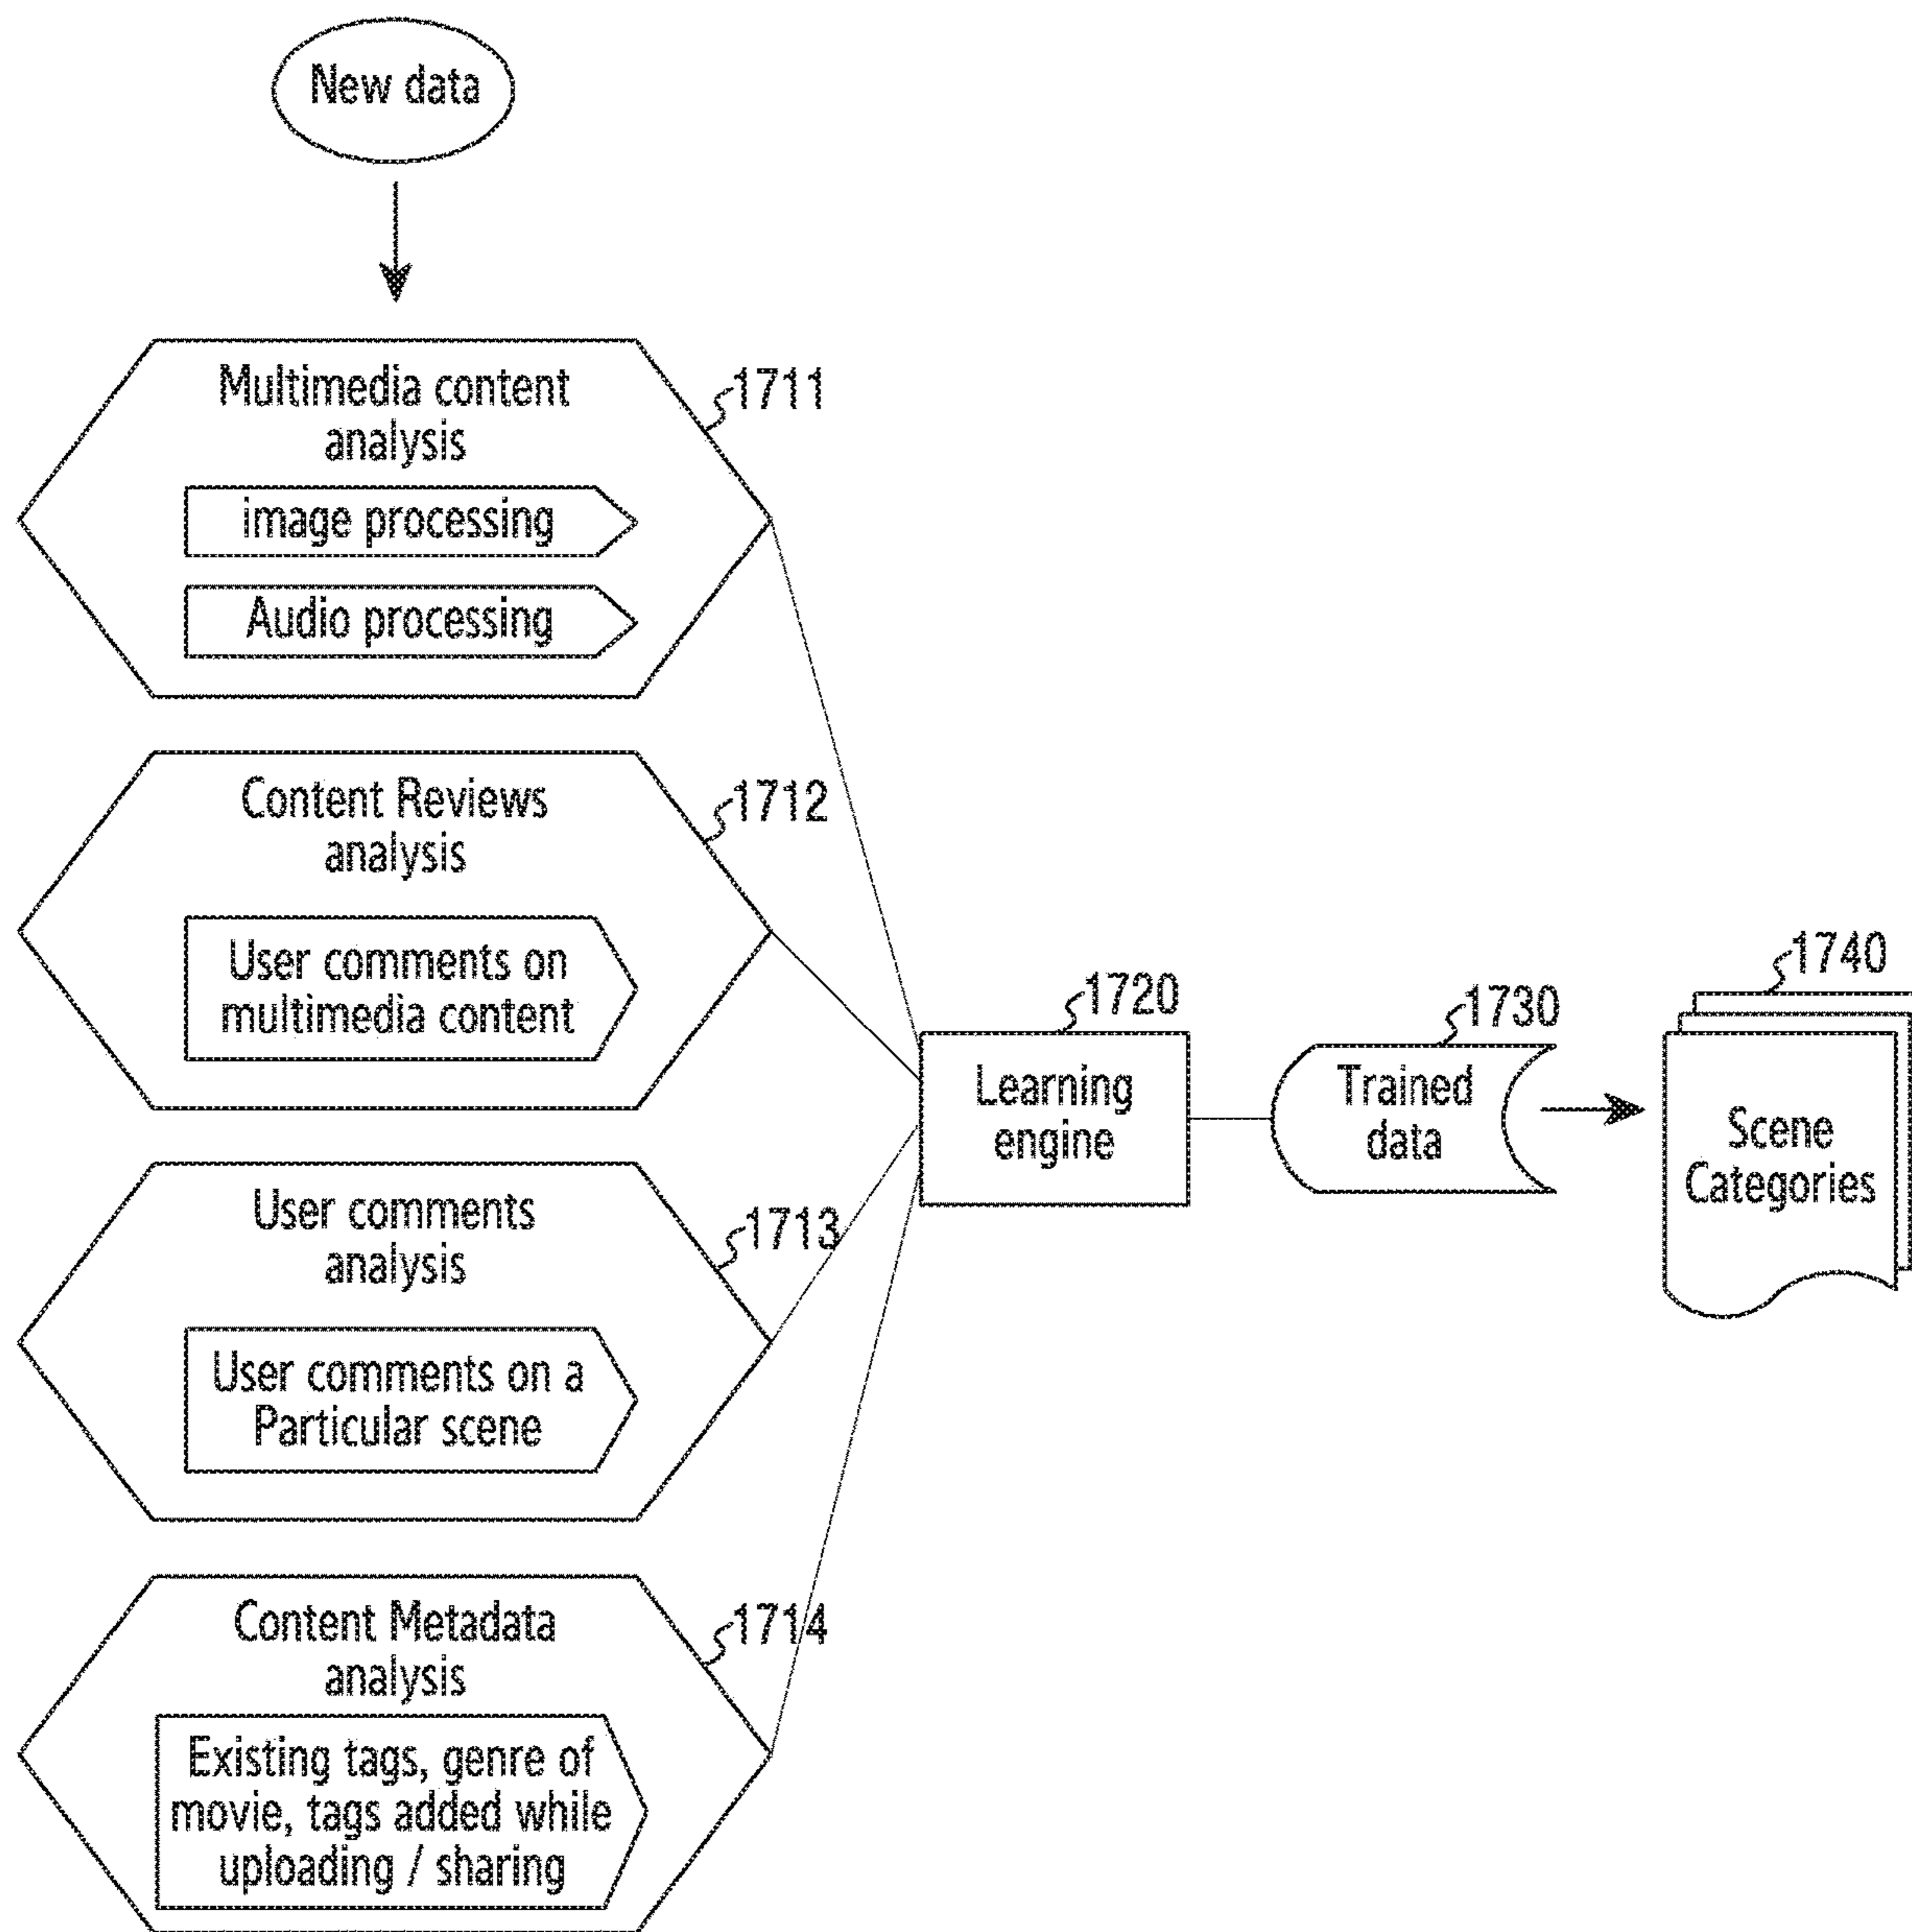 New data
Multimedia content
analysis
1711
image processing
Audio processing
Content Reviews
analysis
1712
User comments on
multimedia content
User comments
analysis
1713
User comments on a
Particular scene
Content Metadata
analysis
1714
Existing tags, genre of
movie, tags added while
uploading / sharing
1720
Learning
engine
1730
Trained
data
1740
Scene
Categories